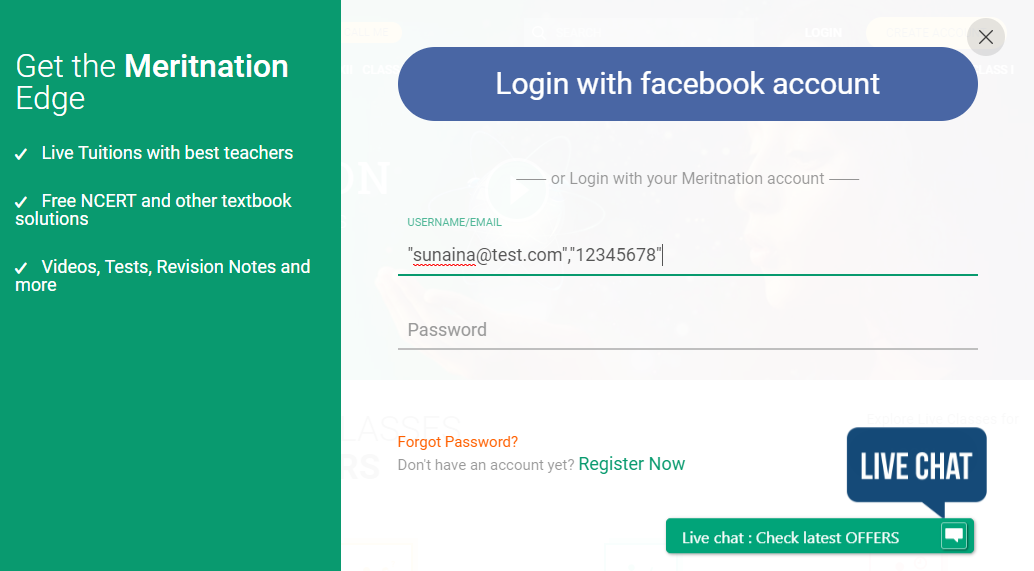 Get the Meritnation
Edge
Live Tuitions with best teachers
Free NCERT and other textbook
solutions
Videos, Tests, Revision Notes and
more
LOGIN
Login with facebook account
or Login with your Meritnation account
USERNAME/EMAIL
"sunaina@test.com","12345678"
Password
Forgot Password?
Don't have an account yet? Register Now
LIVE CHAT
Live chat : Check latest OFFERS